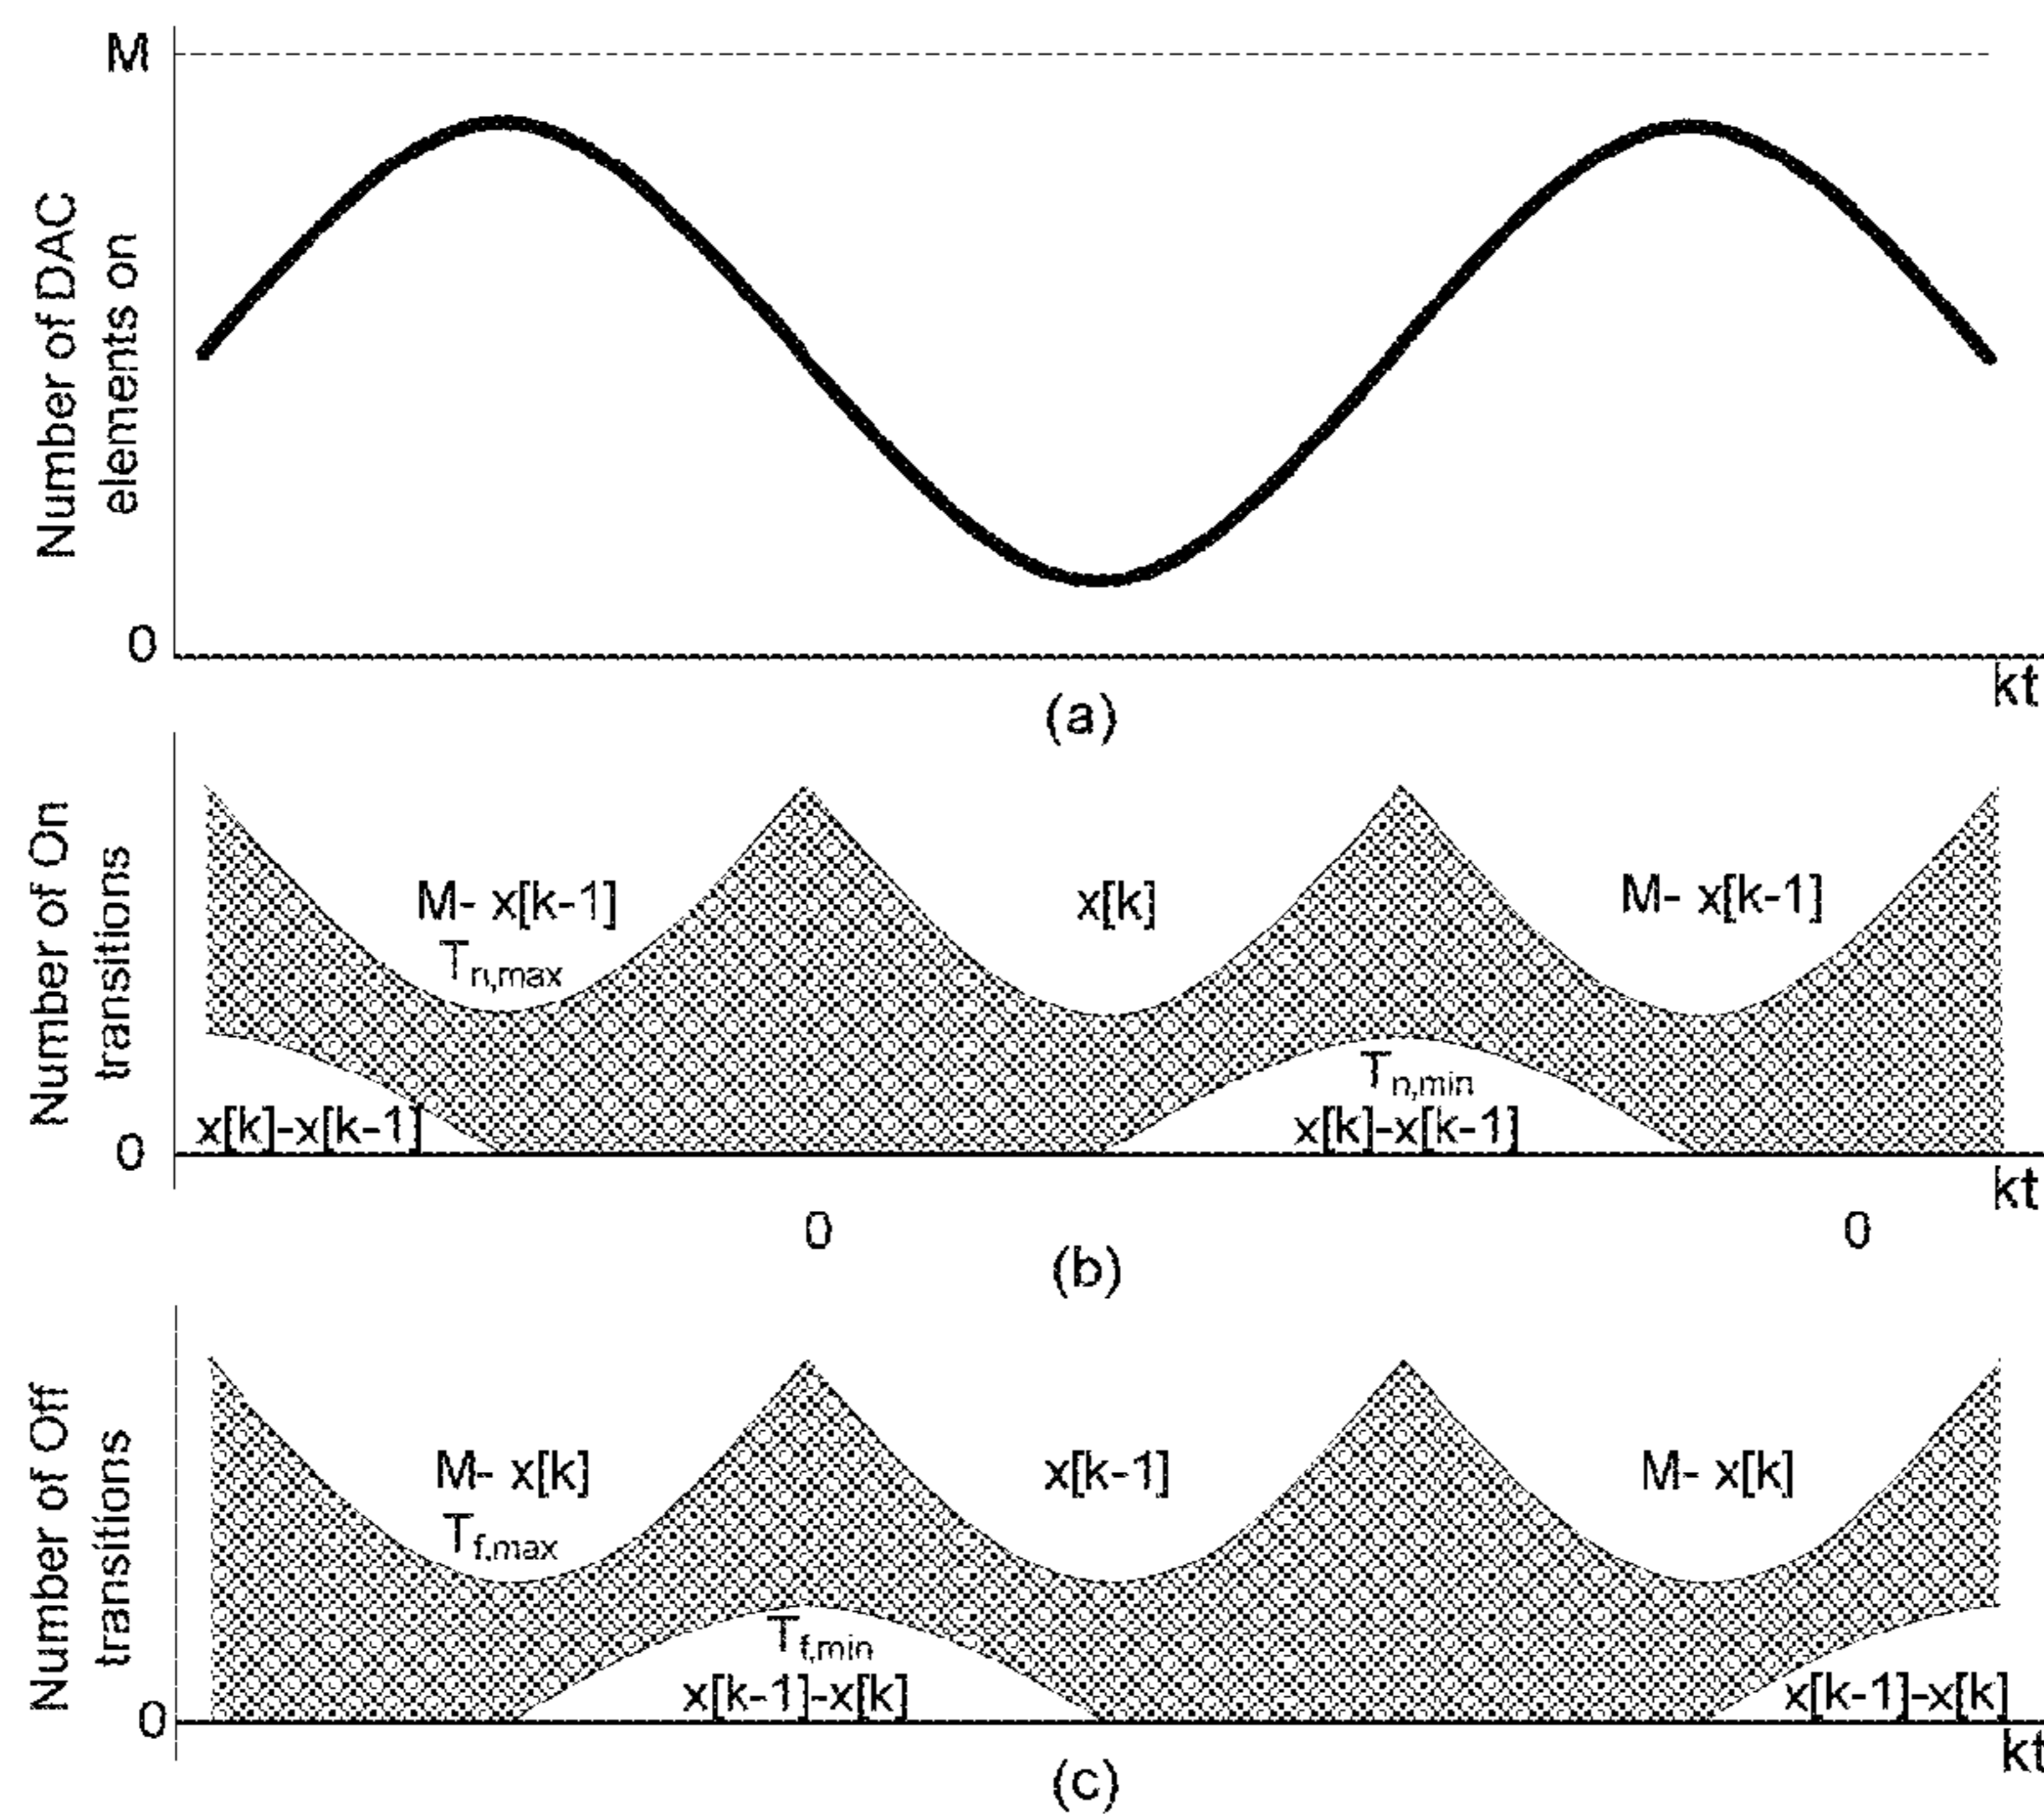 M
Number of DAC
elements on
0
kt
(a)
Number of On
transitions
M- x[k-1]
Tn,max
x[k]
M- x[k-1]
Tn,min
x[k]-x[k-1]
x[k]-x[k-1]
0
kt
0
0
(b)
Number of Off
transitions
M- x[k]
Tf,max
x[k-1]
M- x[k]
Tf,min
x[k-1]-x[k]
x[k-1]-x[k]
0
kt
(c)